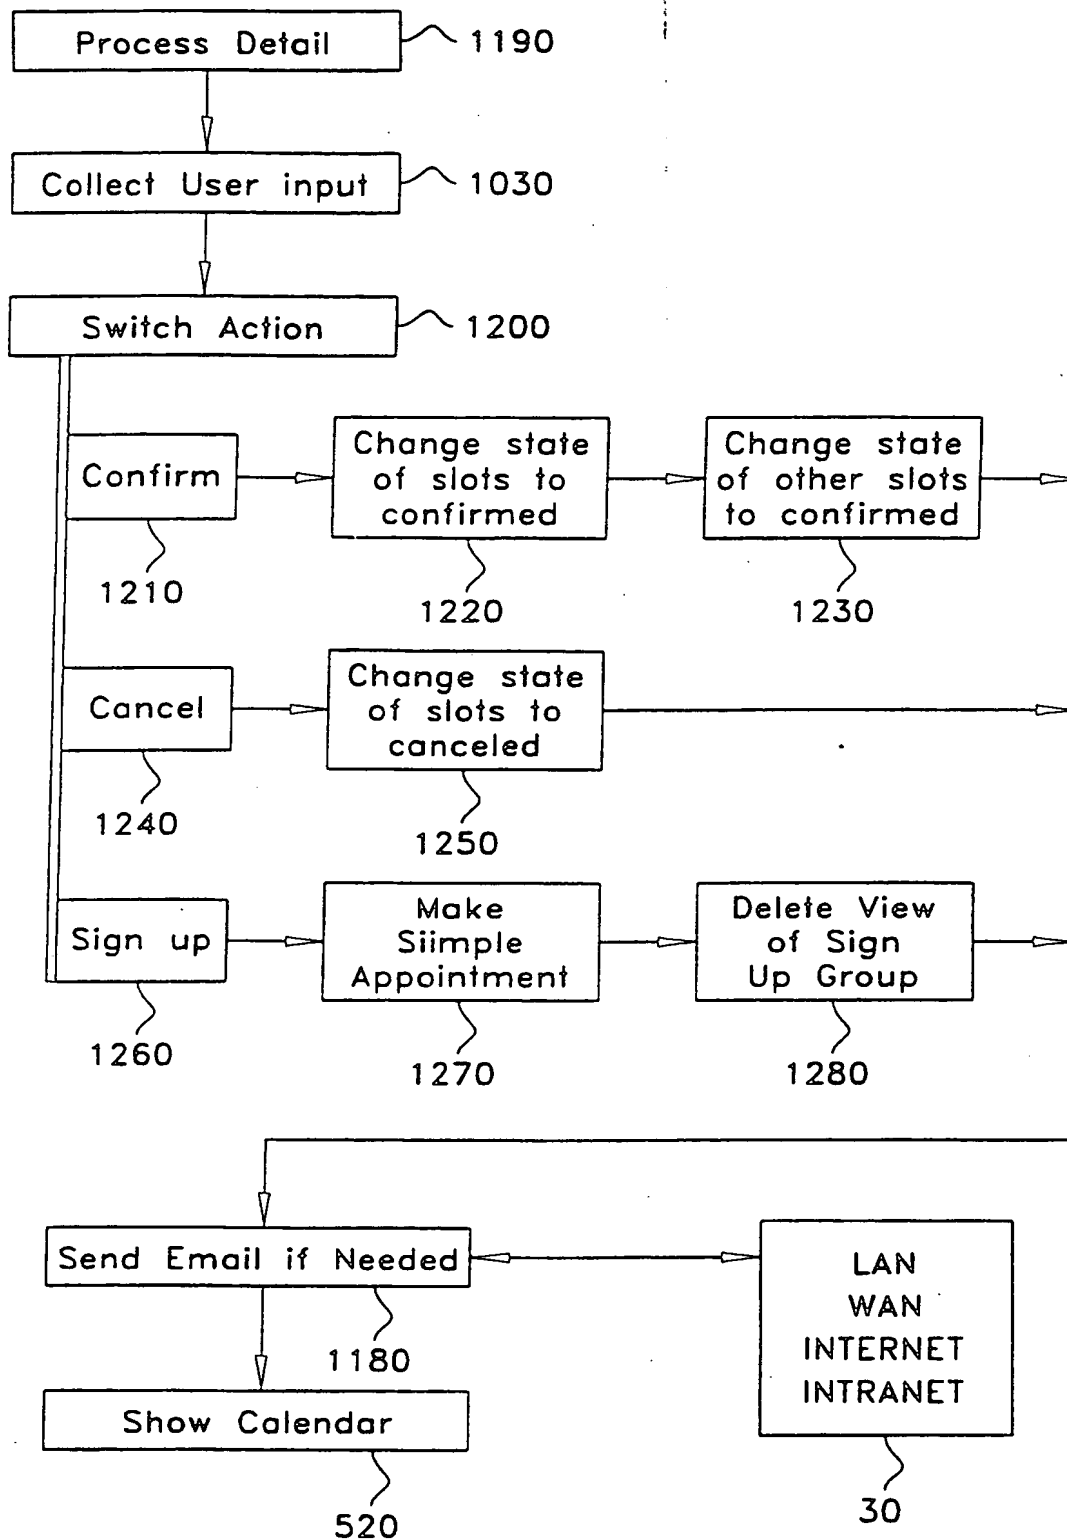 Process Detail 1190
Collect User input 1030
Switch Action 1200
Confirm
Change state
of slots to
confirmed
Change state
of other slots
to confirmed
1210
1220
1230
Cancel
Change state
of slots to
canceled
1240
1250
Sign up
Make
Siimple
Appointment
Delete View
of Sign
Up Group
1260
1270
1280
Send Email if Needed
LAN
WAN
INTERNET
INTRANET
1180
Show Calendar
520
30